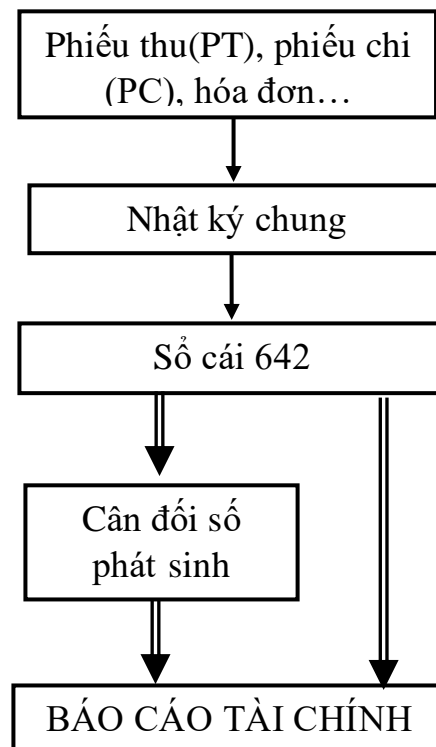 Phiếu thu(PT), phiếu chi
(PC), hóa đơn…
Nhật ký chung
Sổ cái 642
Cân đối số
phát sinh
BÁO CÁO TÀI CHÍNH